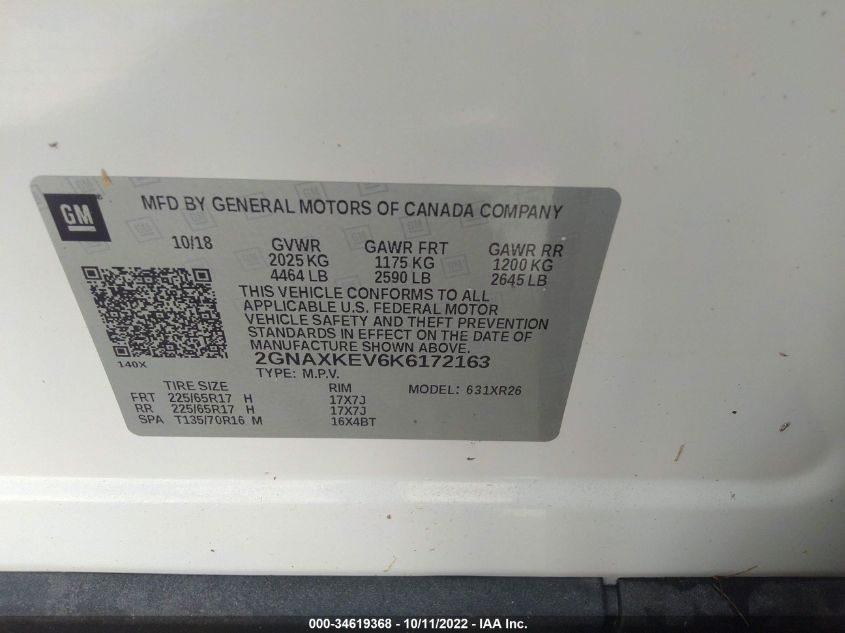 GM
MFD BY GENERAL MOTORS OF CANADA COMPANY
10/18 GVWR GAWR FRT GAWR RR
2025 KG 1175 KG 1200 KG
4464 LB 2590 LB 2645 LB
THIS VEHICLE CONFORMS TO ALL
APPLICABLE U.S. FEDERAL MOTOR
VEHICLE SAFETY AND THEFT PREVENTION
STANDARDS IN EFFECT ON THE DATE OF
MANUFACTURE SHOWN ABOVE.
140X 2GNAXKEV6K6172163
TYPE: M.P.V.
TIRE SIZE RIM MODEL: 631XR26
FRT 225/65R17 H 17X7J
RR 225/65R17 H 17X7J
SPA T135/70R16 M 16X4BT
000-34619368 - 10/11/2022 - IAA Inc.